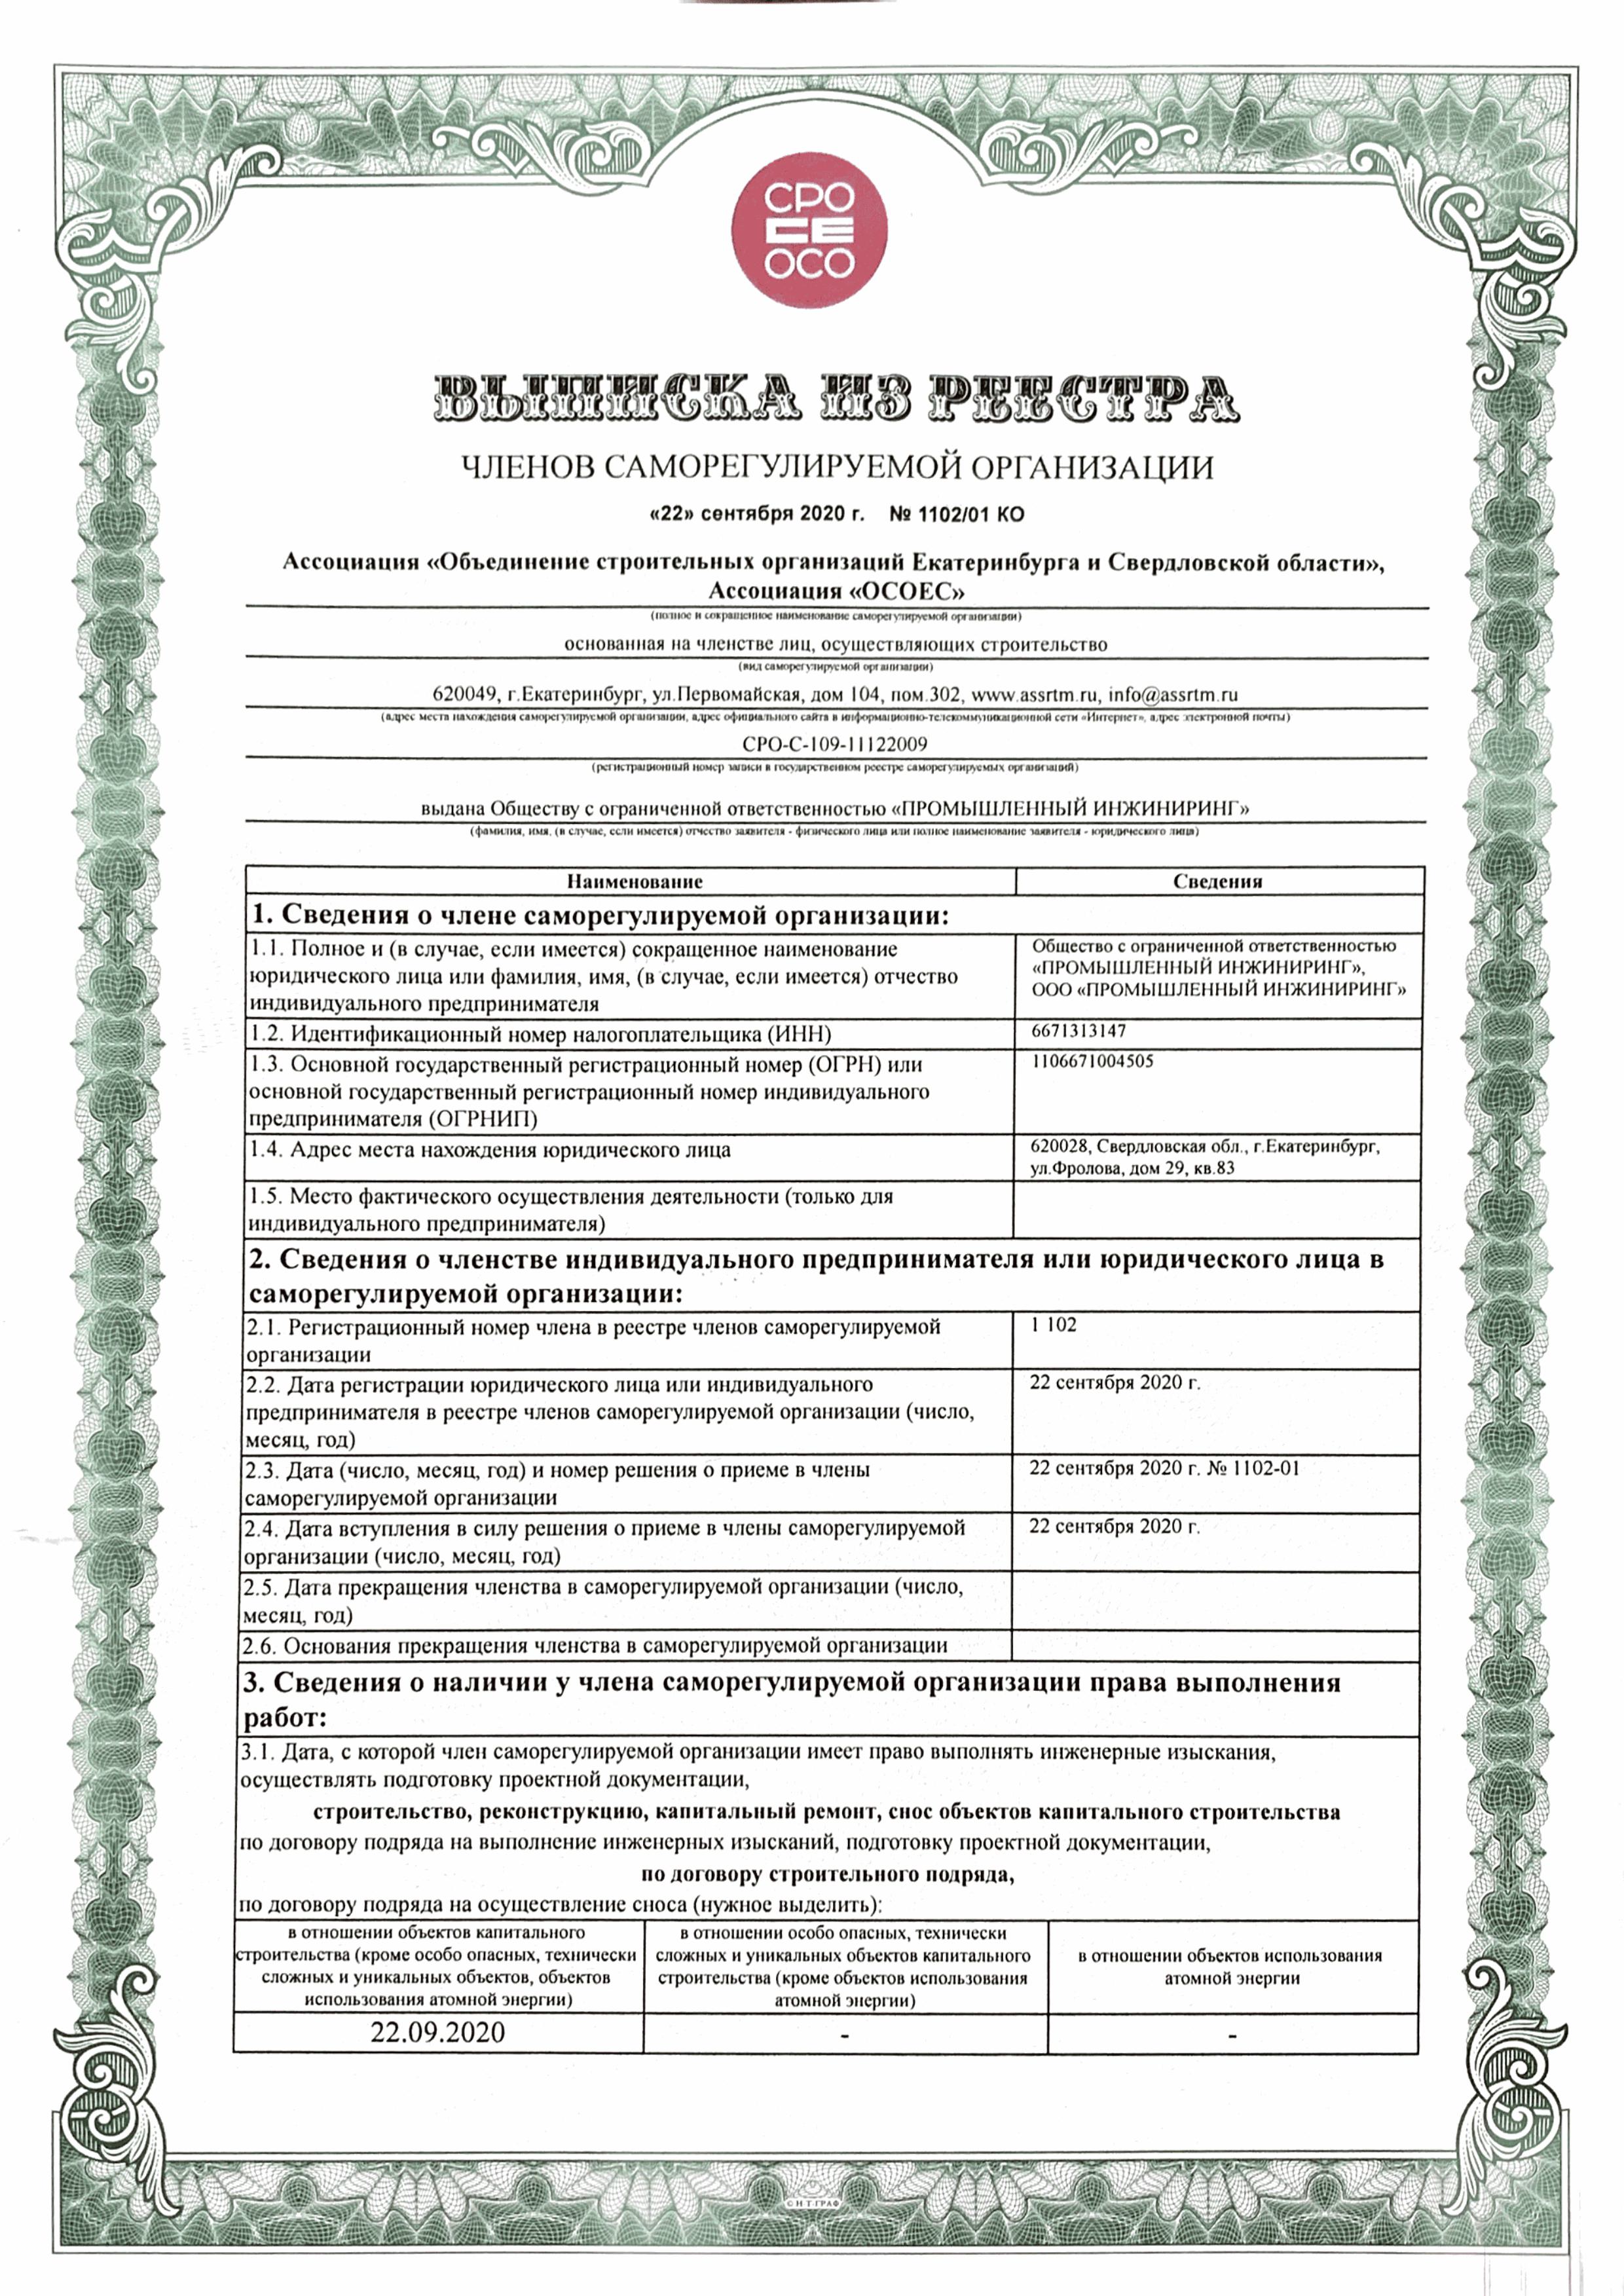 СРО
СЕ
ОСО
ВЫПИСКА ИЗ РЕЕСТРА
ЧЛЕНОВ САМОРЕГУЛИРУЕМОЙ ОРГАНИЗАЦИИ
«22» сентября 2020 г. № 1102/01 КО
Ассоциация «Объединение строительных организаций Екатеринбурга и Свердловской области»,
Ассоциация «ОСОЕС»
(полное и сокращенное наименование саморегулируемой организации)
основанная на членстве лиц, осуществляющих строительство
(вид саморегулируемой организации)
620049, г.Екатеринбург, ул.Первомайская, дом 104, пом.302, www.assrtm.ru, info@assrtm.ru
(адрес места нахождения саморегулируемой организации, адрес официального сайта в информационно-телекоммуникационной сети «Интернет», адрес электронной почты)
СРО-С-109-11122009
(регистрационный номер записи в государственном реестре саморегулируемых организаций)
выдана Обществу с ограниченной ответственностью «ПРОМЫШЛЕННЫЙ ИНЖИНИРИНГ»
(фамилия, имя, (в случае, если имеется) отчество заявителя - физического лица или полное наименование заявителя - юридического лица)
Наименование Сведения
1. Сведения о члене саморегулируемой организации:
1.1. Полное и (в случае, если имеется) сокращенное наименование
юридического лица или фамилия, имя, (в случае, если имеется) отчество
индивидуального предпринимателя
Общество с ограниченной ответственностью
«ПРОМЫШЛЕННЫЙ ИНЖИНИРИНГ»,
ООО «ПРОМЫШЛЕННЫЙ ИНЖИНИРИНГ»
1.2. Идентификационный номер налогоплательщика (ИНН) 6671313147
1.3. Основной государственный регистрационный номер (ОГРН) или
основной государственный регистрационный номер индивидуального
предпринимателя (ОГРНИП)
1106671004505
1.4. Адрес места нахождения юридического лица
620028, Свердловская обл., г.Екатеринбург,
ул.Фролова, дом 29, кв.83
1.5. Место фактического осуществления деятельности (только для
индивидуального предпринимателя)
2. Сведения о членстве индивидуального предпринимателя или юридического лица в
саморегулируемой организации:
2.1. Регистрационный номер члена в реестре членов саморегулируемой
организации
1 102
2.2. Дата регистрации юридического лица или индивидуального
предпринимателя в реестре членов саморегулируемой организации (число,
месяц, год)
22 сентября 2020 г.
2.3. Дата (число, месяц, год) и номер решения о приеме в члены
саморегулируемой организации
22 сентября 2020 г. № 1102-01
2.4. Дата вступления в силу решения о приеме в члены саморегулируемой
организации (число, месяц, год)
22 сентября 2020 г.
2.5. Дата прекращения членства в саморегулируемой организации (число,
месяц, год)
2.6. Основания прекращения членства в саморегулируемой организации
3. Сведения о наличии у члена саморегулируемой организации права выполнения
работ:
3.1. Дата, с которой член саморегулируемой организации имеет право выполнять инженерные изыскания,
осуществлять подготовку проектной документации,
строительство, реконструкцию, капитальный ремонт, снос объектов капитального строительства
по договору подряда на выполнение инженерных изысканий, подготовку проектной документации,
по договору строительного подряда,
по договору подряда на осуществление сноса (нужное выделить):
в отношении объектов капитального
строительства (кроме особо опасных, технически
сложных и уникальных объектов, объектов
использования атомной энергии)
в отношении особо опасных, технически
сложных и уникальных объектов капитального
строительства (кроме объектов использования
атомной энергии)
в отношении объектов использования
атомной энергии
22.09.2020 - -